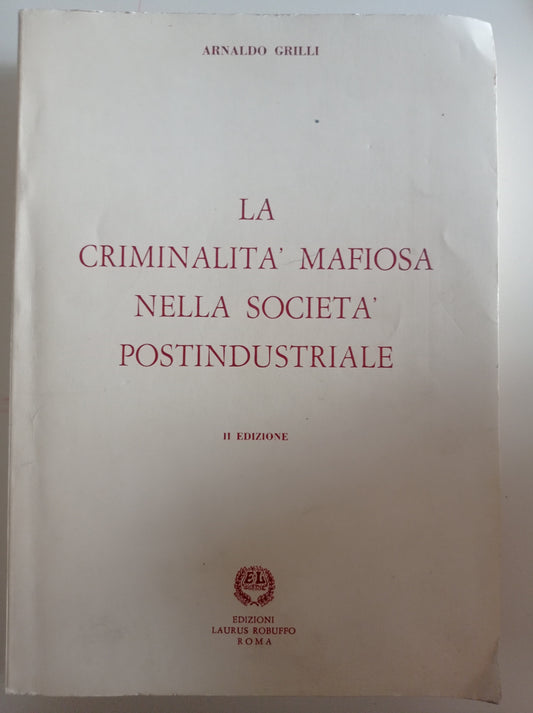 ARNALDO GRILLI
LA
CRIMINALITA' MAFIOSA
NELLA SOCIETA'
POSTINDUSTRIALE
II EDIZIONE
EL
EDIZIONI
LAURUS ROBUFFO
ROMA